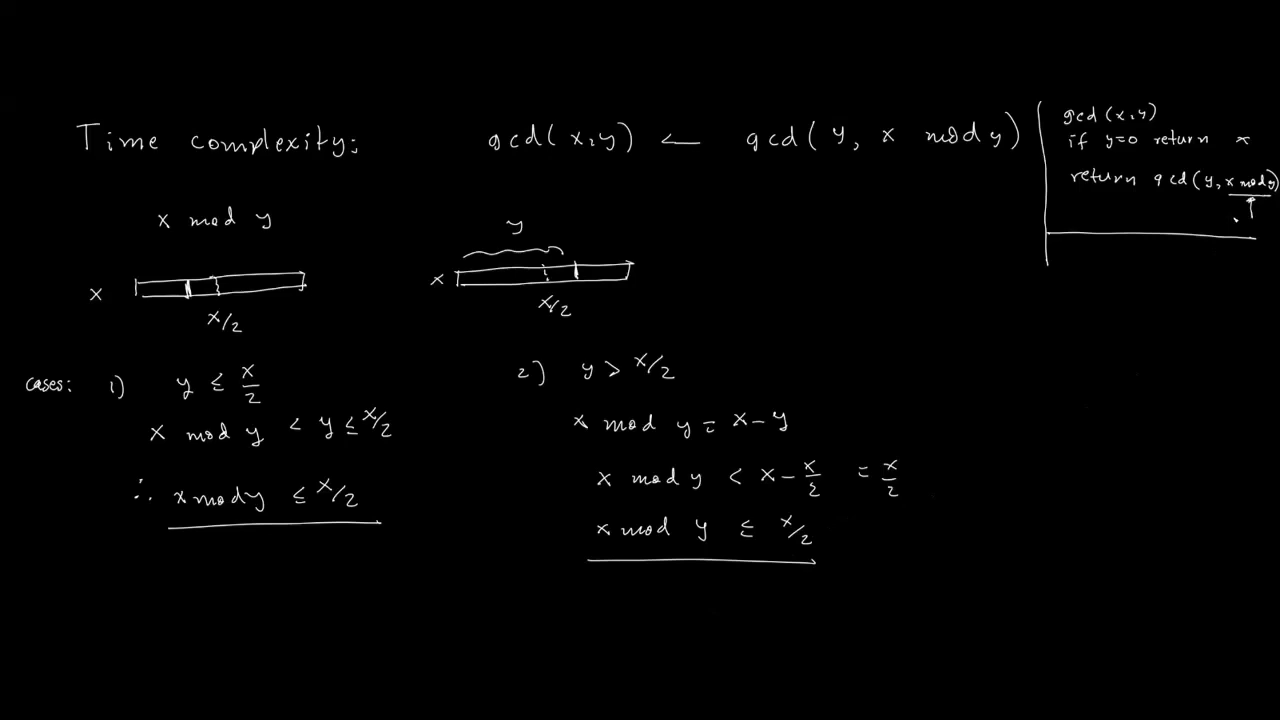 Time complexity: gcd(x,y) ← gcd(y, x mod y)
gcd(x,y)
if y=0 return x
return gcd(y, x mod y)
x mod y
x
x/2
y
x
x/2
cases: 1) y ≤ x/2
x mod y < y ≤ x/2
∴ x mod y ≤ x/2
2) y > x/2
x mod y = x - y
x mod y < x - x/2 = x/2
x mod y ≤ x/2